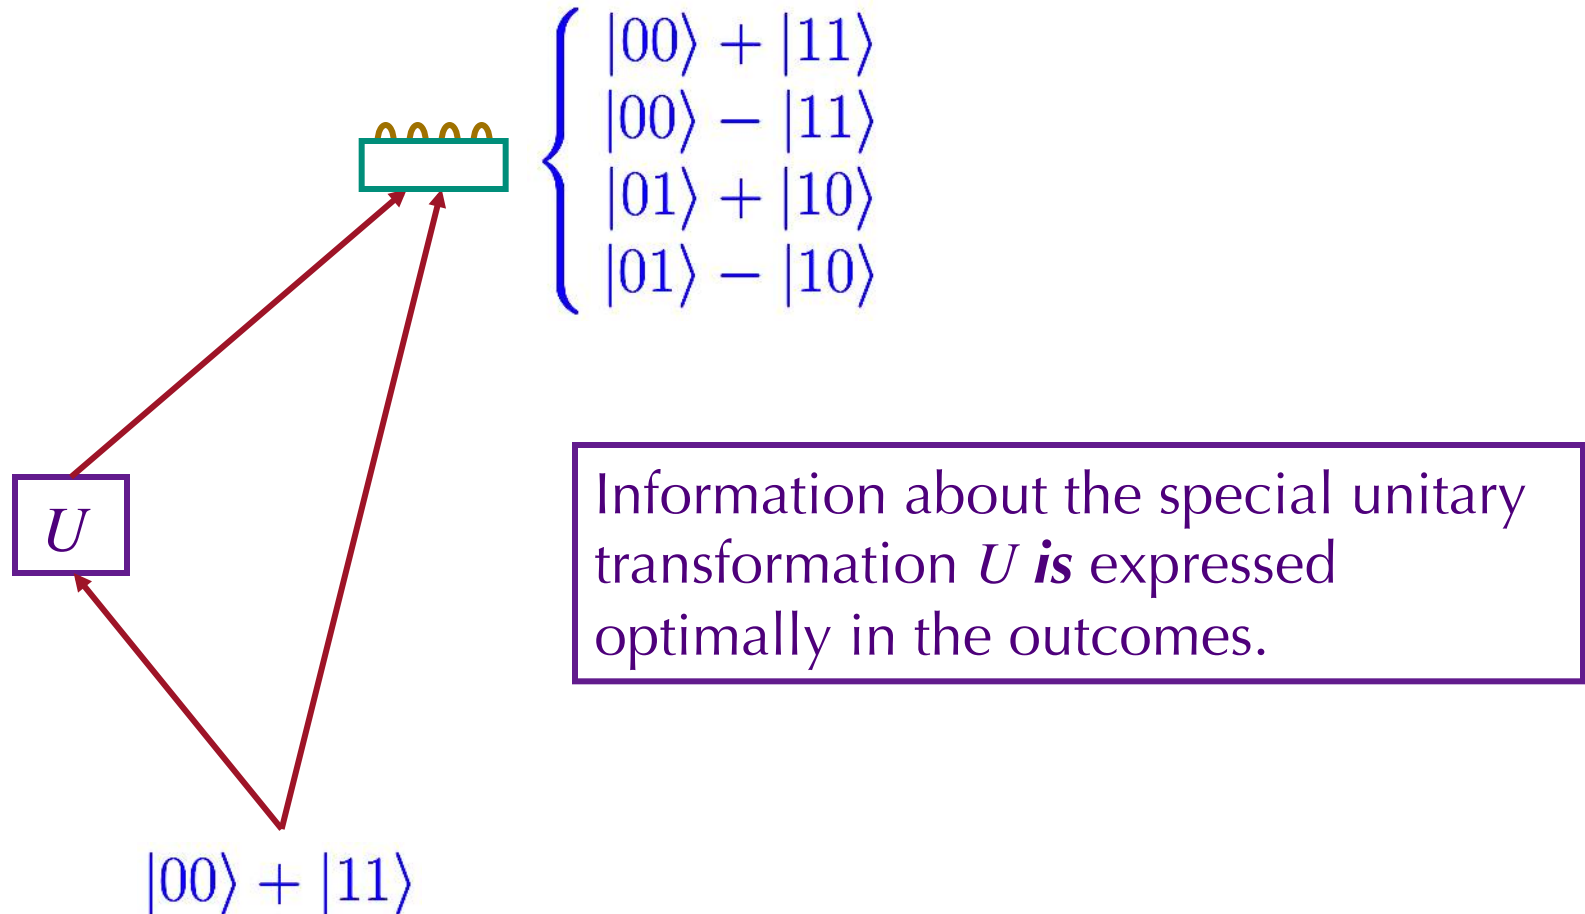 |00⟩ + |11⟩
|00⟩ − |11⟩
|01⟩ + |10⟩
|01⟩ − |10⟩
U
Information about the special unitary
transformation U is expressed
optimally in the outcomes.
|00⟩ + |11⟩